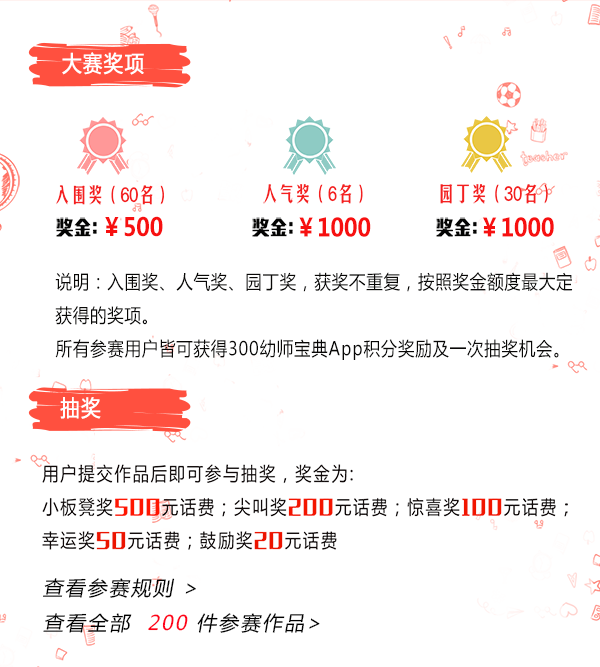 大赛奖项
teacher
入围奖（60名） 人气奖（6名） 园丁奖（30名）
奖金:￥500 奖金:￥1000 奖金:￥1000
说明：入围奖、人气奖、园丁奖，获奖不重复，按照奖金额度最大定
获得的奖项。
所有参赛用户皆可获得300幼师宝典App积分奖励及一次抽奖机会。
抽奖
用户提交作品后即可参与抽奖，奖金为:
小板凳奖500元话费；尖叫奖200元话费；惊喜奖100元话费；
幸运奖50元话费；鼓励奖20元话费
查看参赛规则 >
查看全部 200 件参赛作品>